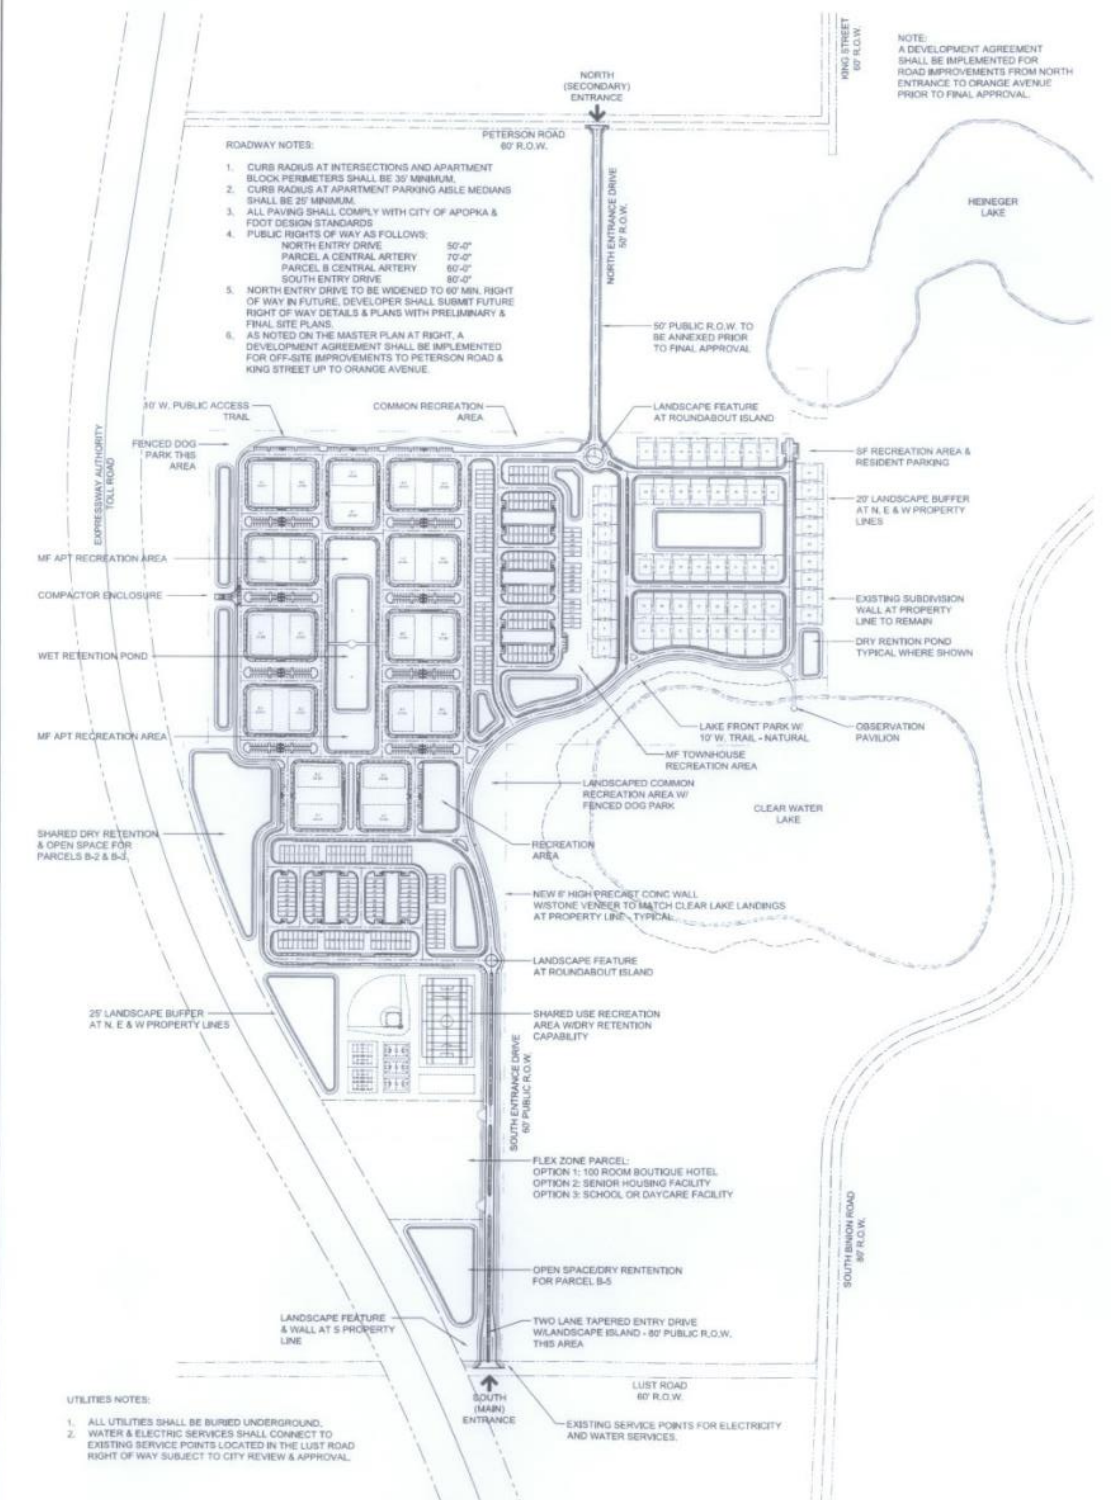 KING STREET
60' R.O.W.
NOTE:
A DEVELOPMENT AGREEMENT
SHALL BE IMPLEMENTED FOR
ROAD IMPROVEMENTS FROM NORTH
ENTRANCE TO ORANGE AVENUE
PRIOR TO FINAL APPROVAL.
NORTH
(SECONDARY)
ENTRANCE
PETERSON ROAD
60' R.O.W.
ROADWAY NOTES:
1. CURB RADIUS AT INTERSECTIONS AND APARTMENT
BLOCK PERIMETERS SHALL BE 35' MINIMUM.
2. CURB RADIUS AT APARTMENT PARKING AISLE MEDIANS
SHALL BE 25' MINIMUM.
3. ALL PAVING SHALL COMPLY WITH CITY OF APOPKA &
FDOT DESIGN STANDARDS
4. PUBLIC RIGHTS OF WAY AS FOLLOWS:
NORTH ENTRY DRIVE 50'-0"
PARCEL A CENTRAL ARTERY 70'-0"
PARCEL B CENTRAL ARTERY 60'-0"
SOUTH ENTRY DRIVE 80'-0"
5. NORTH ENTRY DRIVE TO BE WIDENED TO 60' MIN. RIGHT
OF WAY IN FUTURE, DEVELOPER SHALL SUBMIT FUTURE
RIGHT OF WAY DETAILS & PLANS WITH PRELIMINARY &
FINAL SITE PLANS.
6. AS NOTED ON THE MASTER PLAN AT RIGHT, A
DEVELOPMENT AGREEMENT SHALL BE IMPLEMENTED
FOR OFF-SITE IMPROVEMENTS TO PETERSON ROAD &
KING STREET UP TO ORANGE AVENUE.
NORTH ENTRANCE DRIVE
50' R.O.W.
HEINEGER
LAKE
50' PUBLIC R.O.W. TO
BE ANNEXED PRIOR
TO FINAL APPROVAL
10' W. PUBLIC ACCESS
TRAIL
COMMON RECREATION
AREA
LANDSCAPE FEATURE
AT ROUNDABOUT ISLAND
EXPRESSWAY AUTHORITY
TOLL ROAD
FENCED DOG
PARK THIS
AREA
SF RECREATION AREA &
RESIDENT PARKING
20' LANDSCAPE BUFFER
AT N, E & W PROPERTY
LINES
MF APT RECREATION AREA
COMPACTOR ENCLOSURE
EXISTING SUBDIVISION
WALL AT PROPERTY
LINE TO REMAIN
DRY RENTION POND
TYPICAL WHERE SHOWN
WET RETENTION POND
MF APT RECREATION AREA
LAKE FRONT PARK W/
10' W. TRAIL - NATURAL
OBSERVATION
PAVILION
MF TOWNHOUSE
RECREATION AREA
LANDSCAPED COMMON
RECREATION AREA W/
FENCED DOG PARK
CLEAR WATER
LAKE
SHARED DRY RETENTION
& OPEN SPACE FOR
PARCELS B-2 & B-3
RECREATION
AREA
NEW 6' HIGH PRECAST CONC WALL
W/STONE VENEER TO MATCH CLEAR LAKE LANDINGS
AT PROPERTY LINE - TYPICAL
LANDSCAPE FEATURE
AT ROUNDABOUT ISLAND
25' LANDSCAPE BUFFER
AT N, E & W PROPERTY LINES
SHARED USE RECREATION
AREA W/DRY RETENTION
CAPABILITY
SOUTH ENTRANCE DRIVE
60' PUBLIC R.O.W.
FLEX ZONE PARCEL:
OPTION 1: 100 ROOM BOUTIQUE HOTEL
OPTION 2: SENIOR HOUSING FACILITY
OPTION 3: SCHOOL OR DAYCARE FACILITY
SOUTH BINION ROAD
80' R.O.W.
OPEN SPACE/DRY RENTENTION
FOR PARCEL B-5
LANDSCAPE FEATURE
& WALL AT S PROPERTY
LINE
TWO LANE TAPERED ENTRY DRIVE
W/LANDSCAPE ISLAND - 80' PUBLIC R.O.W.
THIS AREA
LUST ROAD
60' R.O.W.
SOUTH
(MAIN)
ENTRANCE
EXISTING SERVICE POINTS FOR ELECTRICITY
AND WATER SERVICES.
UTILITIES NOTES:
1. ALL UTILITIES SHALL BE BURIED UNDERGROUND.
2. WATER & ELECTRIC SERVICES SHALL CONNECT TO
EXISTING SERVICE POINTS LOCATED IN THE LUST ROAD
RIGHT OF WAY SUBJECT TO CITY REVIEW & APPROVAL.